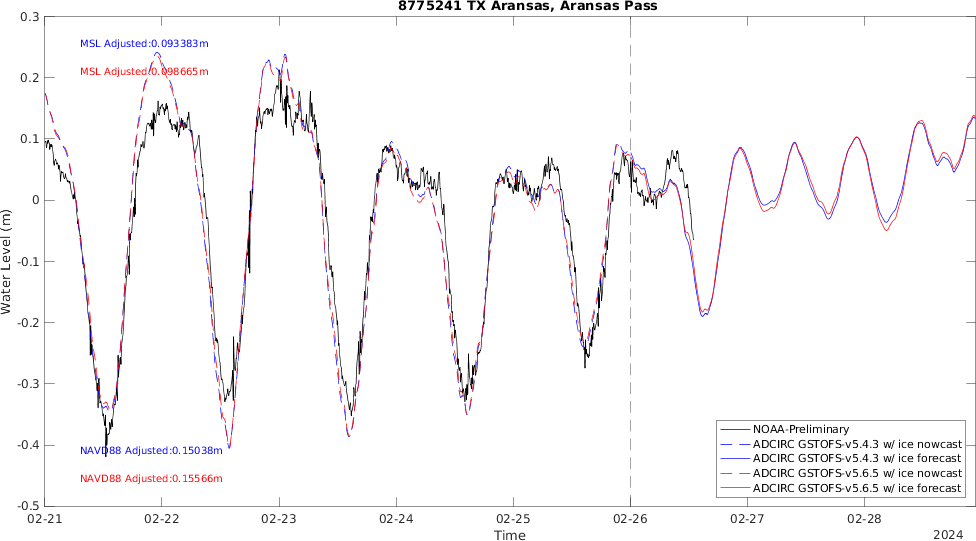 8775241 TX Aransas, Aransas Pass
0.3
MSL Adjusted:0.093383m
MSL Adjusted:0.098665m
0.2
0.1
0
-0.1
-0.2
-0.3
-0.4
-0.5
Water Level (m)
NAVD88 Adjusted:0.15038m
NAVD88 Adjusted:0.15566m
NOAA-Preliminary
ADCIRC GSTOFS-v5.4.3 w/ ice nowcast
ADCIRC GSTOFS-v5.4.3 w/ ice forecast
ADCIRC GSTOFS-v5.6.5 w/ ice nowcast
ADCIRC GSTOFS-v5.6.5 w/ ice forecast
02-21 02-22 02-23 02-24 02-25 02-26 02-27 02-28
Time
2024